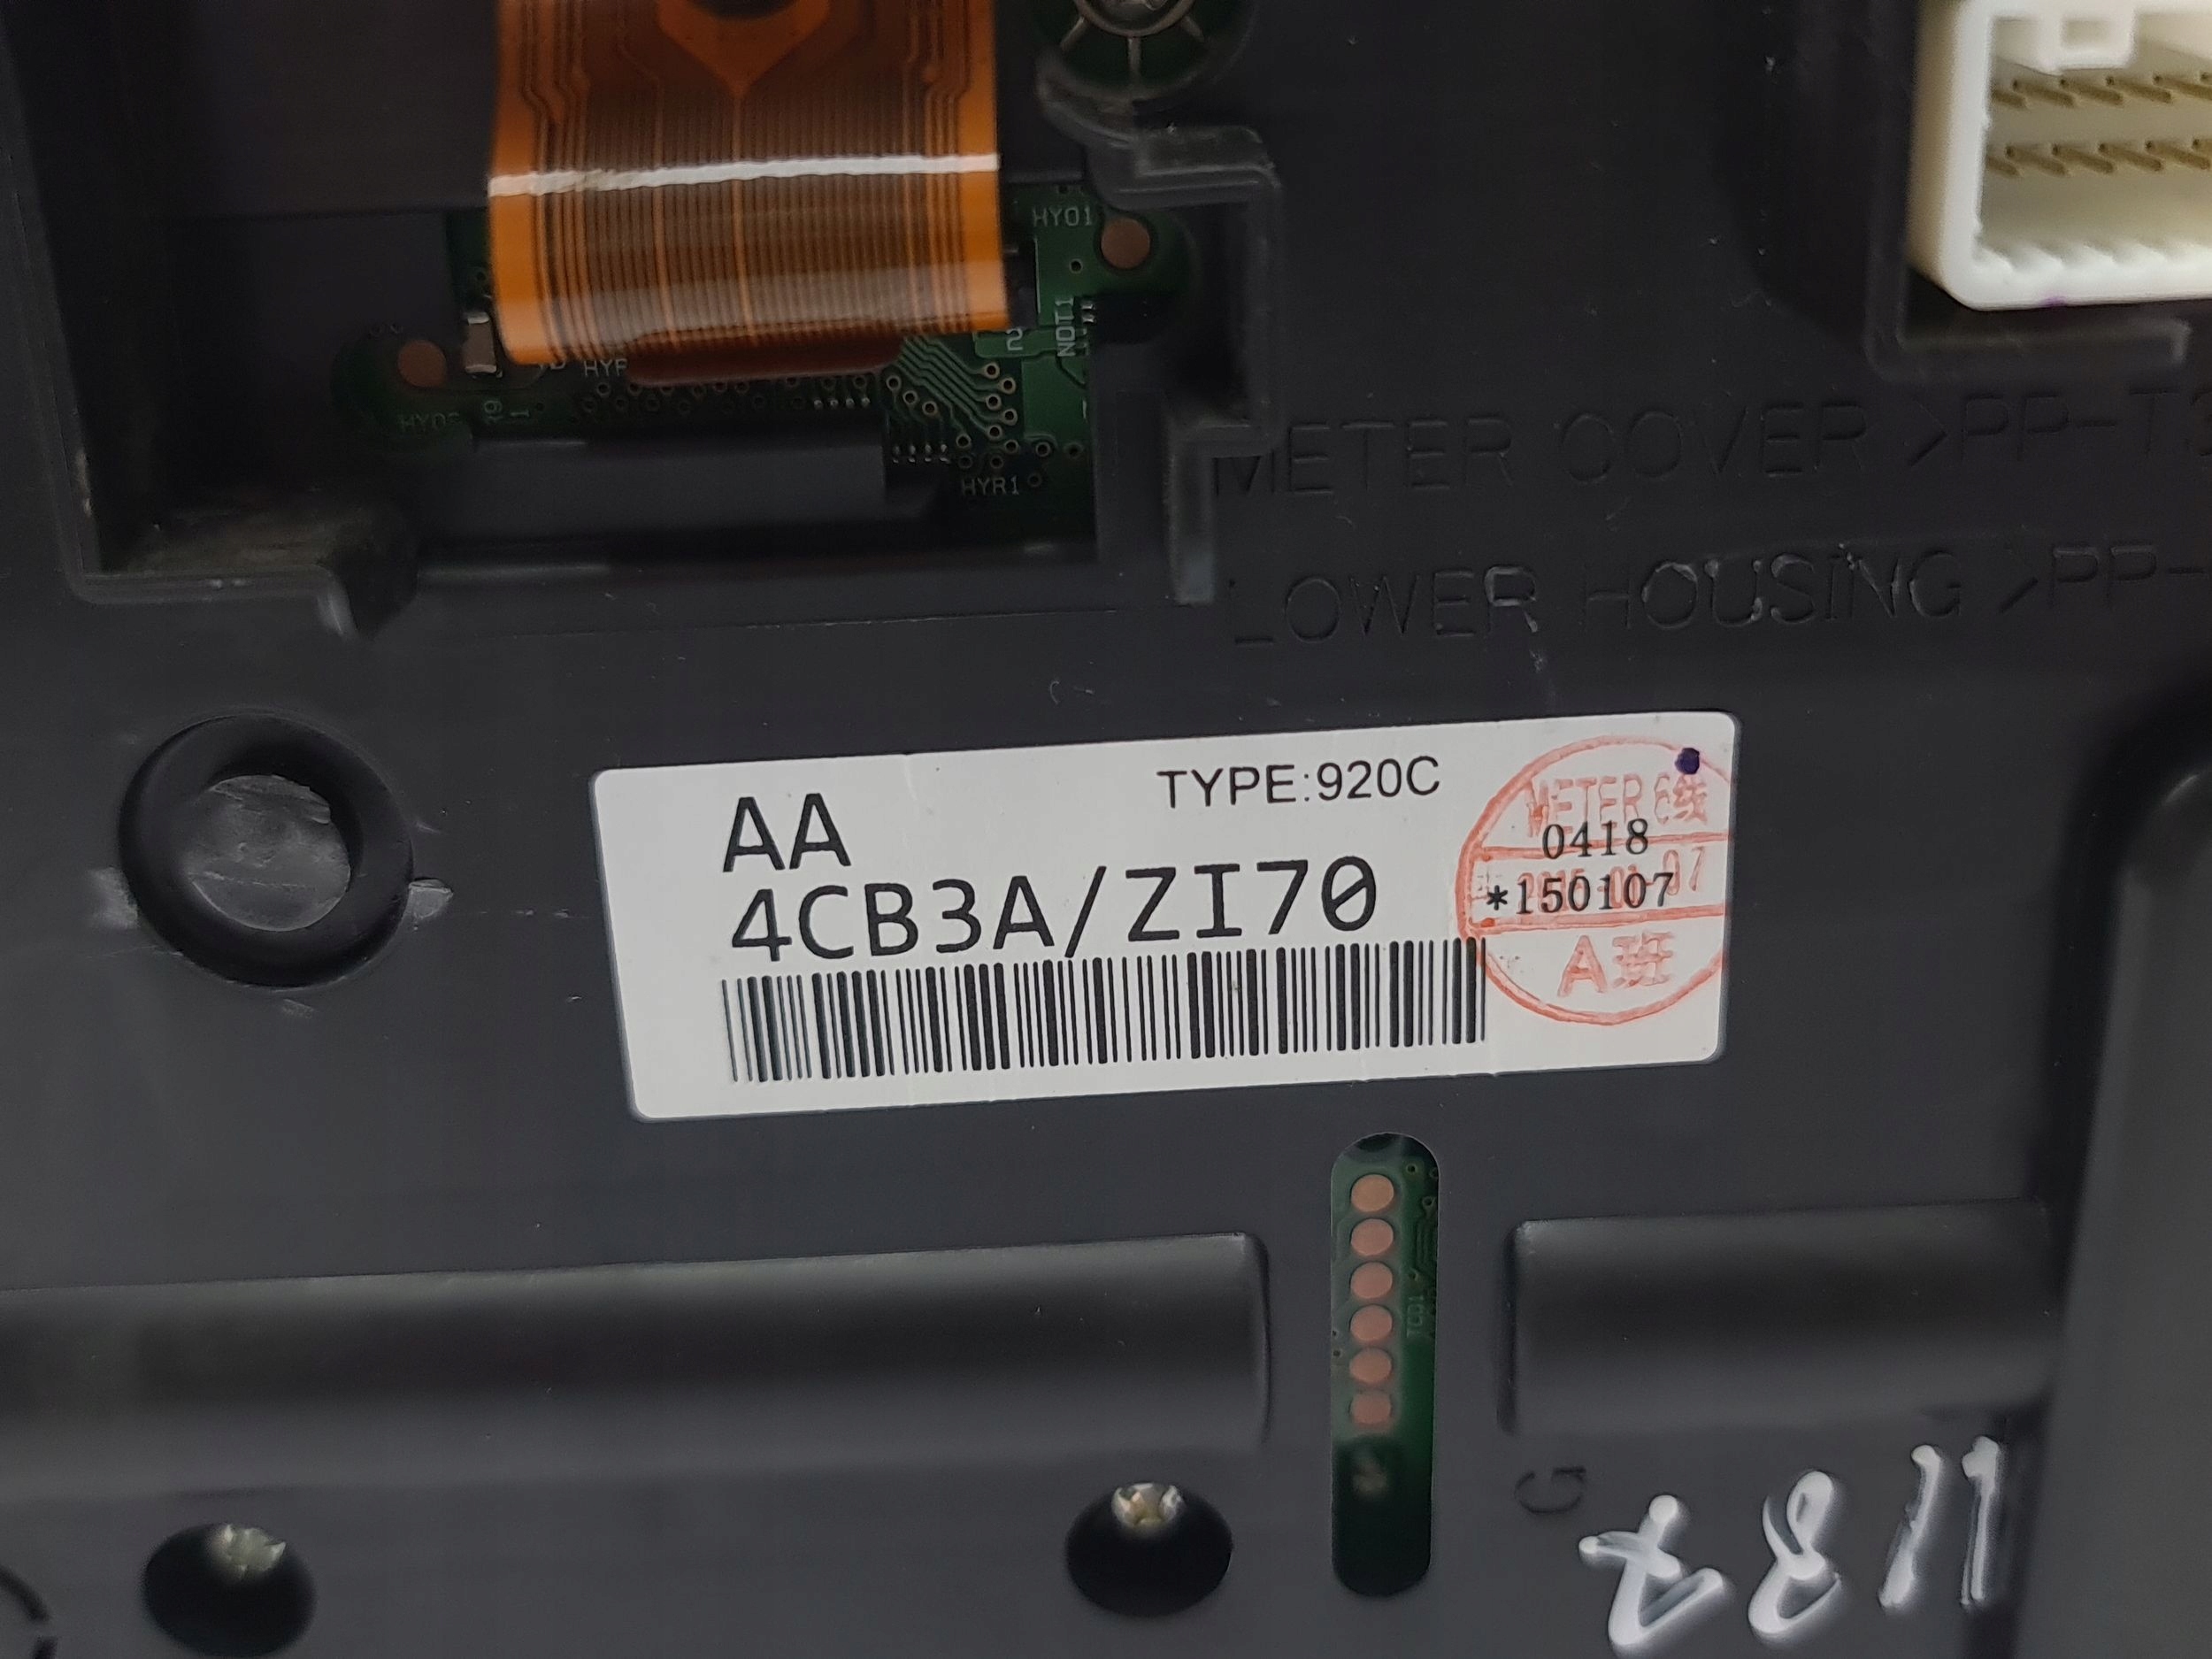 HY01
NOT1
HYR1
METER COVER >PP-T
LOWER HOUSING >PP-
TYPE:920C
AA
4CB3A/ZI70
METER 6线
0418
*150107
A班
G